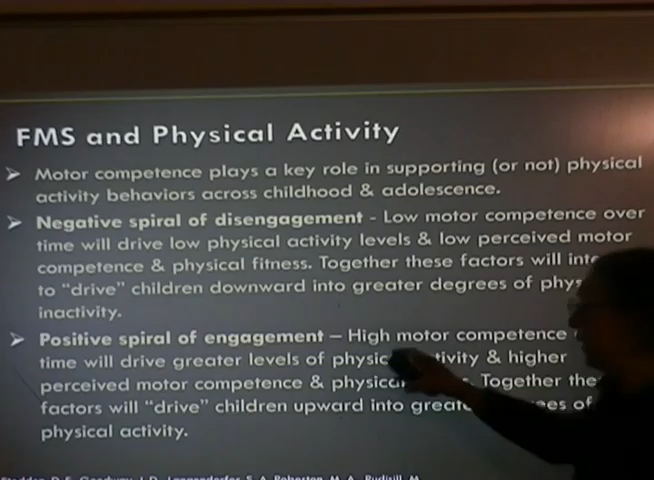 FMS and Physical Activity
➤ Motor competence plays a key role in supporting (or not) physical
activity behaviors across childhood & adolescence.
➤ Negative spiral of disengagement - Low motor competence over
time will drive low physical activity levels & low perceived motor
competence & physical fitness. Together these factors will
to "drive" children downward into greater degrees of
inactivity.
➤ Positive spiral of engagement – High motor competence
time will drive greater levels of & higher
perceived motor competence & Together
factors will "drive" children upward into of
physical activity.